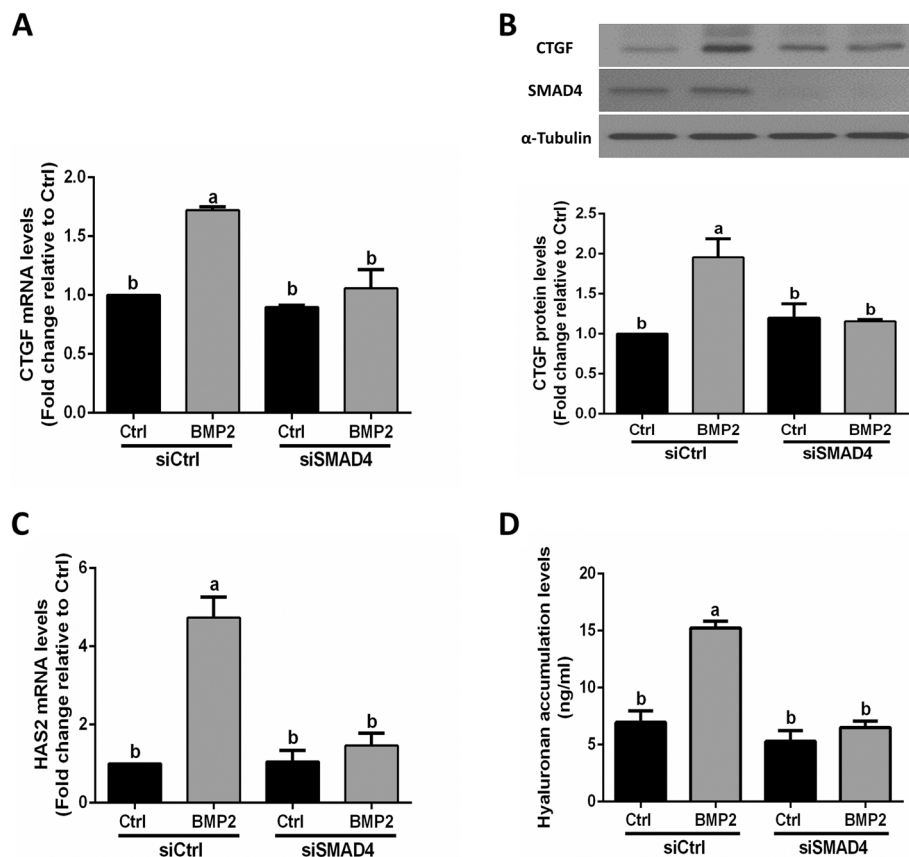 A
CTGF mRNA levels
(Fold change relative to Ctrl)
2.0
1.5
1.0
0.5
0.0
b
a
b
b
Ctrl
BMP2
Ctrl
BMP2
siCtrl
siSMAD4
B
CTGF
SMAD4
α-Tubulin
CTGF protein levels
(Fold change relative to Ctrl)
2.5
2.0
1.5
1.0
0.5
0.0
b
a
b
b
Ctrl
BMP2
Ctrl
BMP2
siCtrl
siSMAD4
C
HAS2 mRNA levels
(Fold change relative to Ctrl)
6
4
2
0
b
a
b
b
Ctrl
BMP2
Ctrl
BMP2
siCtrl
siSMAD4
D
Hyaluronan accumulation levels
(ng/ml)
20
15
10
5
0
b
a
b
b
Ctrl
BMP2
Ctrl
BMP2
siCtrl
siSMAD4